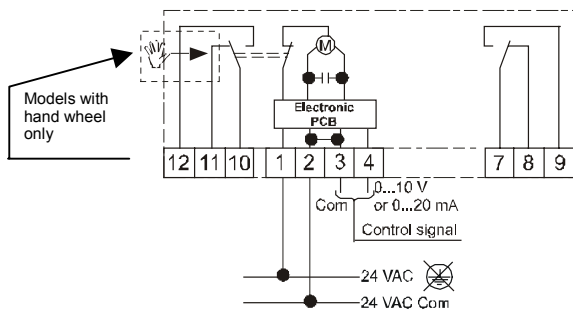 M
Models with
hand wheel
only
Electronic
PCB
12 11 10 1 2 3 4 7 8 9
0...10 V
Com or 0...20 mA
Control signal
24 VAC
24 VAC Com